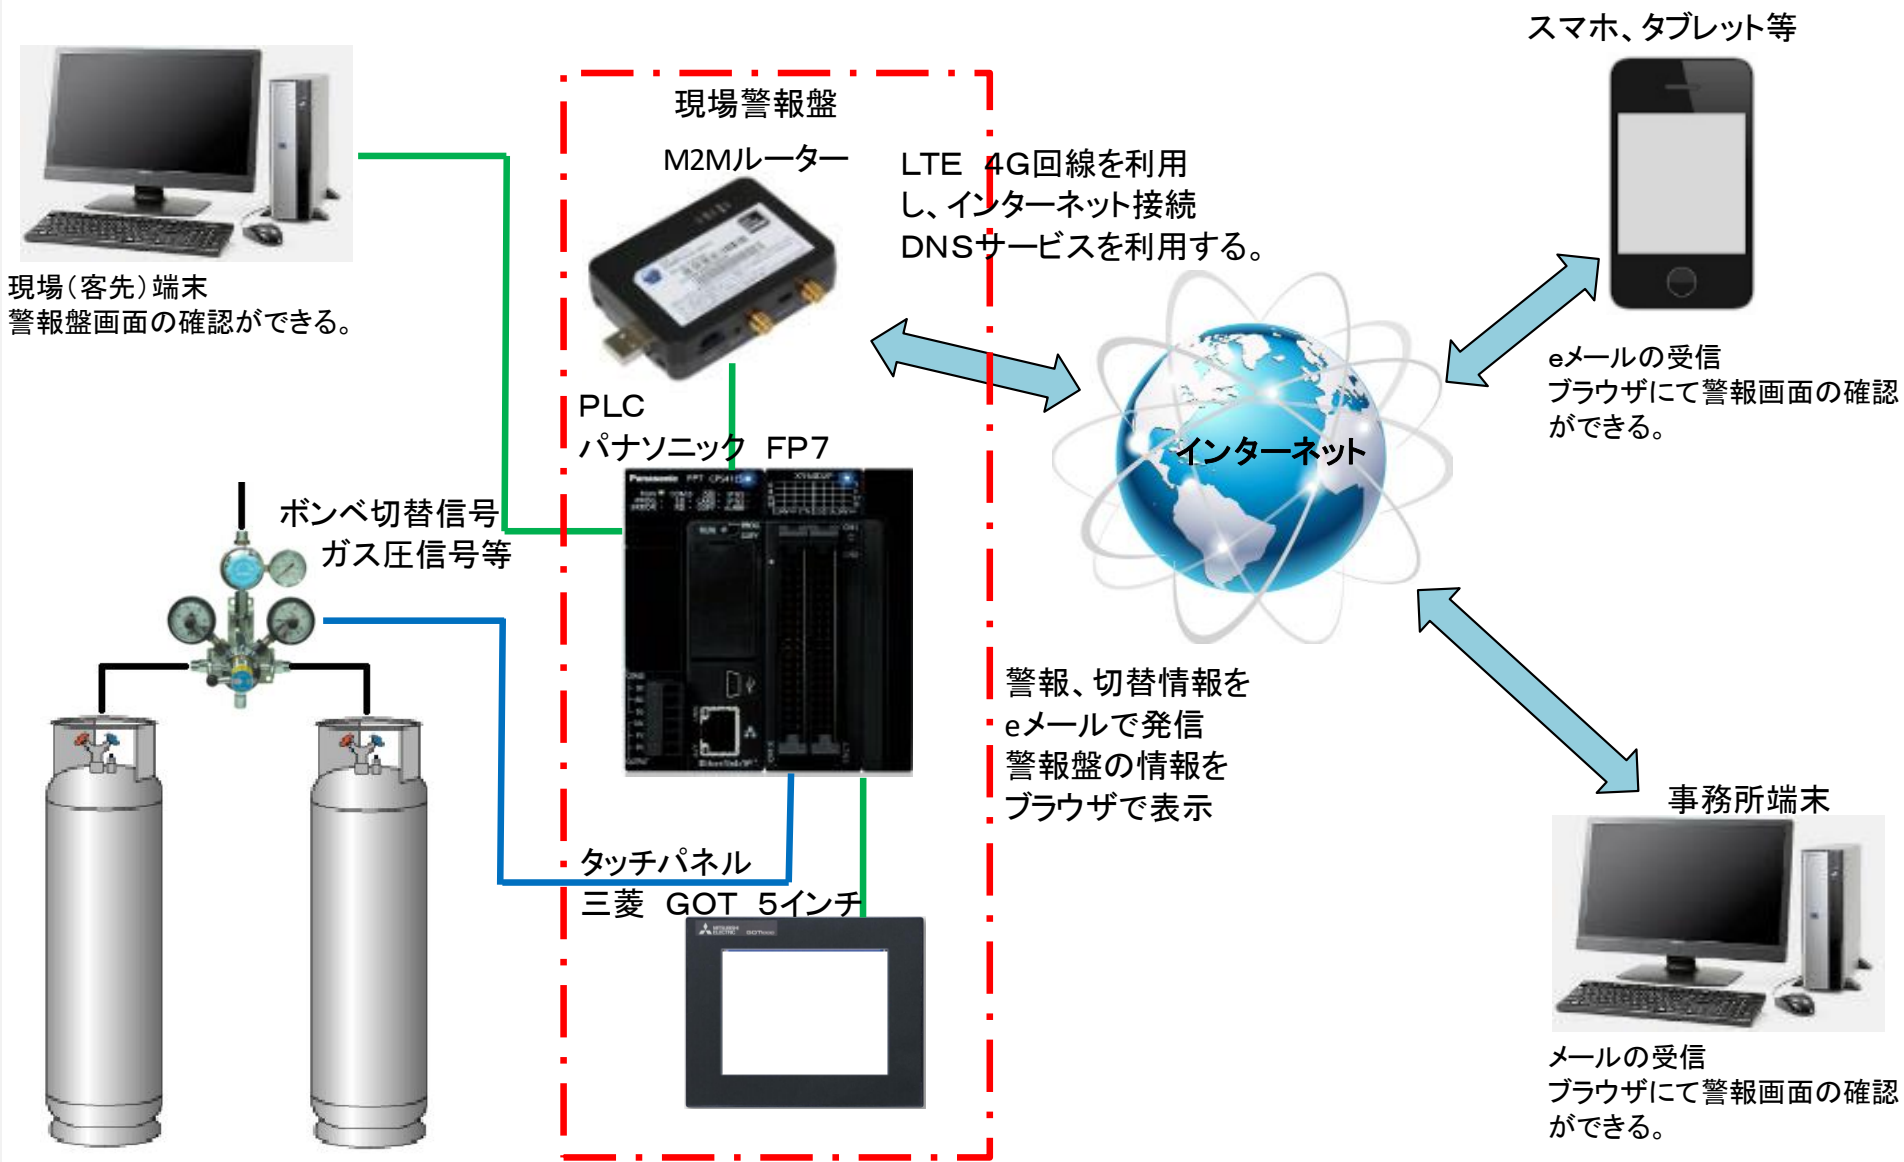 スマホ、タブレット等
現場警報盤
M2Mルーター
LTE　4G回線を利用
し、インターネット接続
DNSサービスを利用する。
現場（客先）端末
警報盤画面の確認ができる。
eメールの受信
ブラウザにて警報画面の確認
ができる。
PLC
パナソニック　FP7
インターネット
Panasonic FP7
ボンベ切替信号
ガス圧信号等
警報、切替情報を
eメールで発信
警報盤の情報を
ブラウザで表示
事務所端末
タッチパネル
三菱　GOT　5インチ
MITSUBISHI
ELECTRIC
メールの受信
ブラウザにて警報画面の確認
ができる。